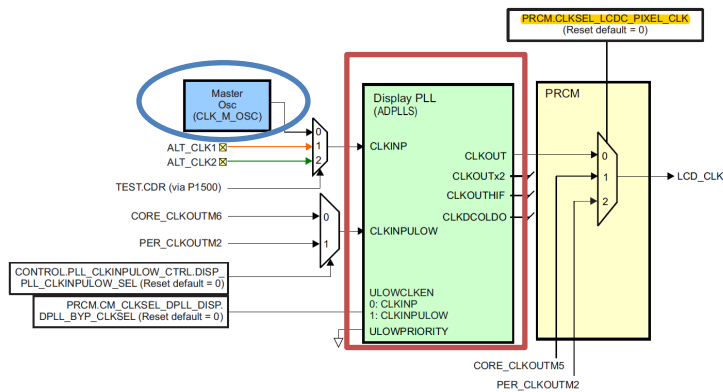 PRCM.CLKSEL_LCDC_PIXEL_CLK
(Reset default = 0)
Master
Osc
(CLK_M_OSC)
Display PLL
(ADPLLS)
PRCM
0
1
2
ALT_CLK1
ALT_CLK2
CLKINP
TEST.CDR (via P1500)
CLKOUT
CLKOUTx2
CLKOUTHIF
CLKDCOLDO
0
1
2
LCD_CLK
CORE_CLKOUTM6
PER_CLKOUTM2
0
1
CLKINPULOW
CONTROL.PLL_CLKINPULOW_CTRL.DISP_
PLL_CLKINPULOW_SEL (Reset default = 0)
PRCM.CM_CLKSEL_DPLL_DISP.
DPLL_BYP_CLKSEL (Reset default = 0)
ULOWCLKEN
0: CLKINP
1: CLKINPULOW
ULOWPRIORITY
CORE_CLKOUTM5
PER_CLKOUTM2